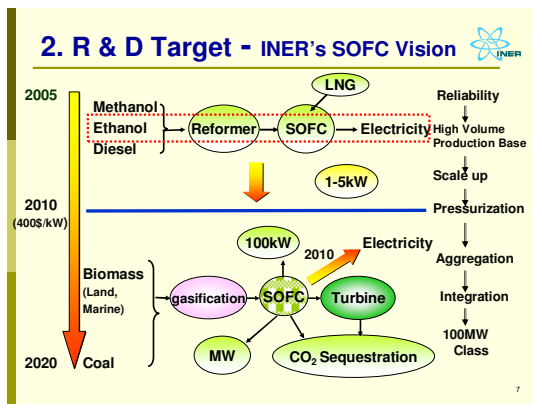 2. R & D Target - INER's SOFC Vision
INER
2005
Methanol
Ethanol
Diesel
Reformer
LNG
SOFC
Electricity
1-5kW
Reliability
High Volume
Production Base
Scale up
Pressurization
Aggregation
Integration
100MW
Class
2010
(400$/kW)
100kW
2010
Electricity
Biomass
(Land,
Marine)
gasification
SOFC
Turbine
MW
CO2 Sequestration
2020
Coal
7